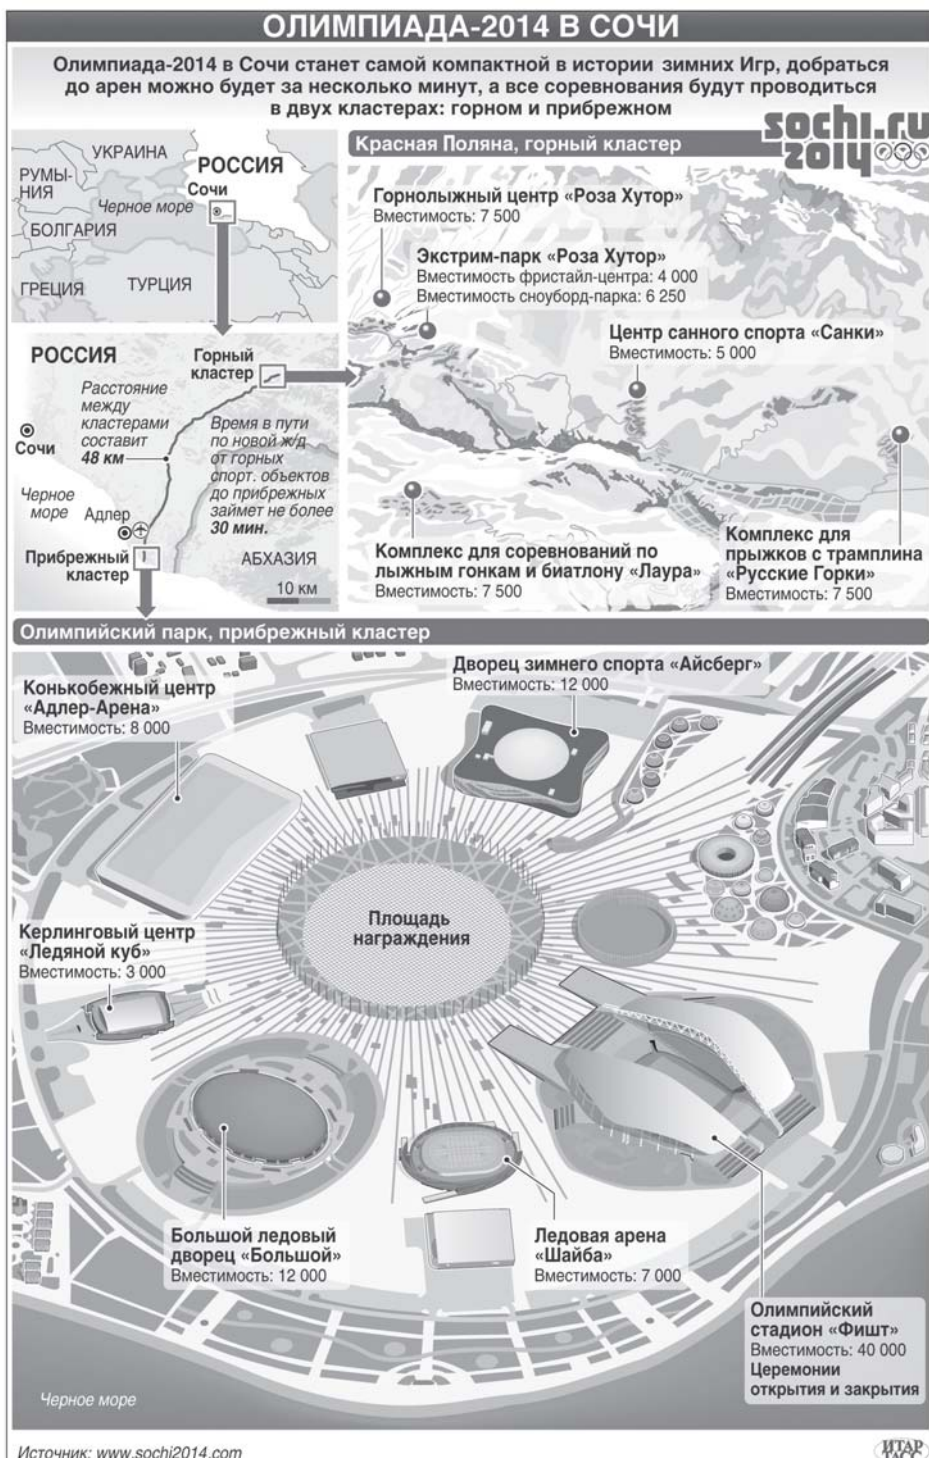 ОЛИМПИАДА-2014 В СОЧИ
Олимпиада-2014 в Сочи станет самой компактной в истории зимних Игр, добраться
до арен можно будет за несколько минут, а все соревнования будут проводиться
в двух кластерах: горном и прибрежном
sochi.ru
2014
УКРАИНА
РУМЫ-
НИЯ
РОССИЯ
Сочи
Черное море
БОЛГАРИЯ
ГРЕЦИЯ
ТУРЦИЯ
РОССИЯ
Горный
кластер
Расстояние
между
кластерами
составит
48 км
Время в пути
по новой ж/д
от горных
спорт. объектов
до прибрежных
займет не более
30 мин.
Сочи
Черное
море
Адлер
Прибрежный
кластер
АБХАЗИЯ
10 км
Красная Поляна, горный кластер
Горнолыжный центр «Роза Хутор»
Вместимость: 7 500
Экстрим-парк «Роза Хутор»
Вместимость фристайл-центра: 4 000
Вместимость сноуборд-парка: 6 250
Центр санного спорта «Санки»
Вместимость: 5 000
Комплекс для соревнований по
лыжным гонкам и биатлону «Лаура»
Вместимость: 7 500
Комплекс для
прыжков с трамплина
«Русские Горки»
Вместимость: 7 500
Олимпийский парк, прибрежный кластер
Конькобежный центр
«Адлер-Арена»
Вместимость: 8 000
Дворец зимнего спорта «Айсберг»
Вместимость: 12 000
Площадь
награждения
Керлинговый центр
«Ледяной куб»
Вместимость: 3 000
Большой ледовый
дворец «Большой»
Вместимость: 12 000
Ледовая арена
«Шайба»
Вместимость: 7 000
Олимпийский
стадион «Фишт»
Вместимость: 40 000
Церемонии
открытия и закрытия
Черное море
Источник: www.sochi2014.com
ИТАР
ТАСС